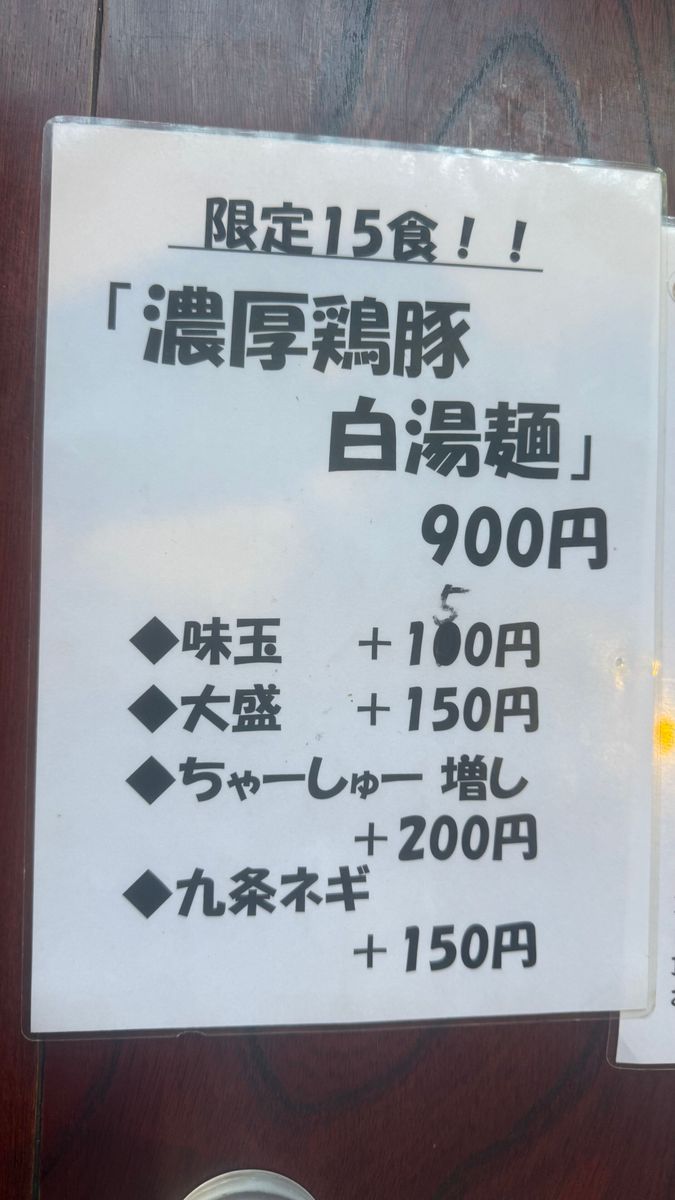 限定15食！！
「濃厚鶏豚
白湯麺」
900円
◆味玉 ＋150円
◆大盛 ＋150円
◆ちゃーしゅー 増し
＋200円
◆九条ネギ
＋150円